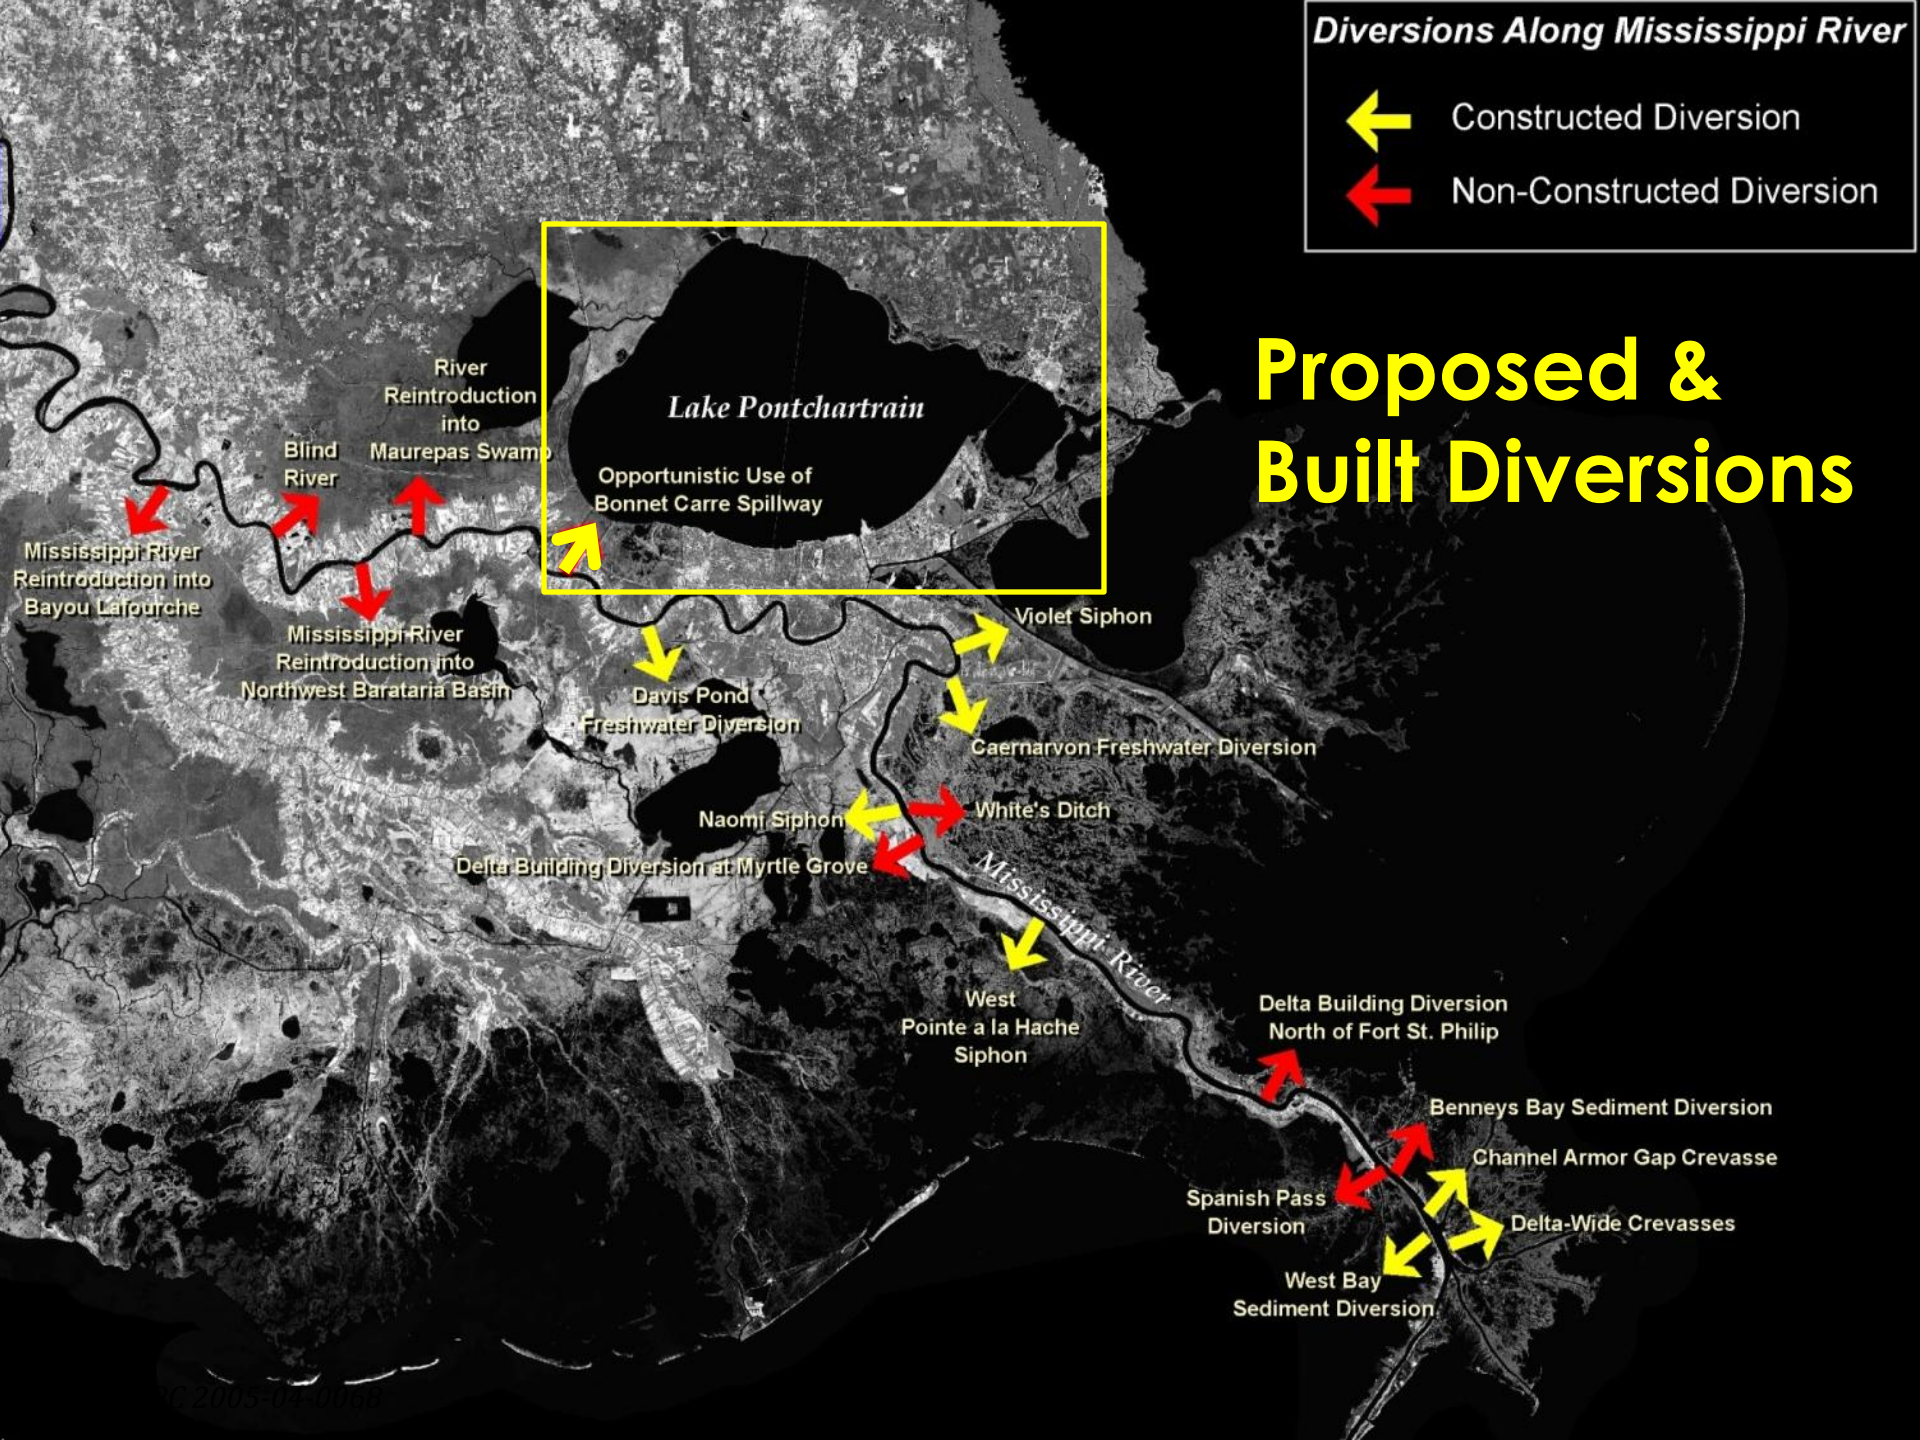 Diversions Along Mississippi River
Constructed Diversion
Non-Constructed Diversion
Proposed &
Built Diversions
River
Reintroduction
into
Maurepas Swamp
Lake Pontchartrain
Blind
River
Opportunistic Use of
Bonnet Carre Spillway
Mississippi River
Reintroduction into
Bayou Lafourche
Mississippi River
Reintroduction into
Northwest Barataria Basin
Violet Siphon
Davis Pond
Freshwater Diversion
Caernarvon Freshwater Diversion
Naomi Siphon
White's Ditch
Delta Building Diversion at Myrtle Grove
Mississippi River
West
Pointe a la Hache
Siphon
Delta Building Diversion
North of Fort St. Philip
Benneys Bay Sediment Diversion
Channel Armor Gap Crevasse
Spanish Pass
Diversion
Delta-Wide Crevasses
West Bay
Sediment Diversion
2005-04-0068